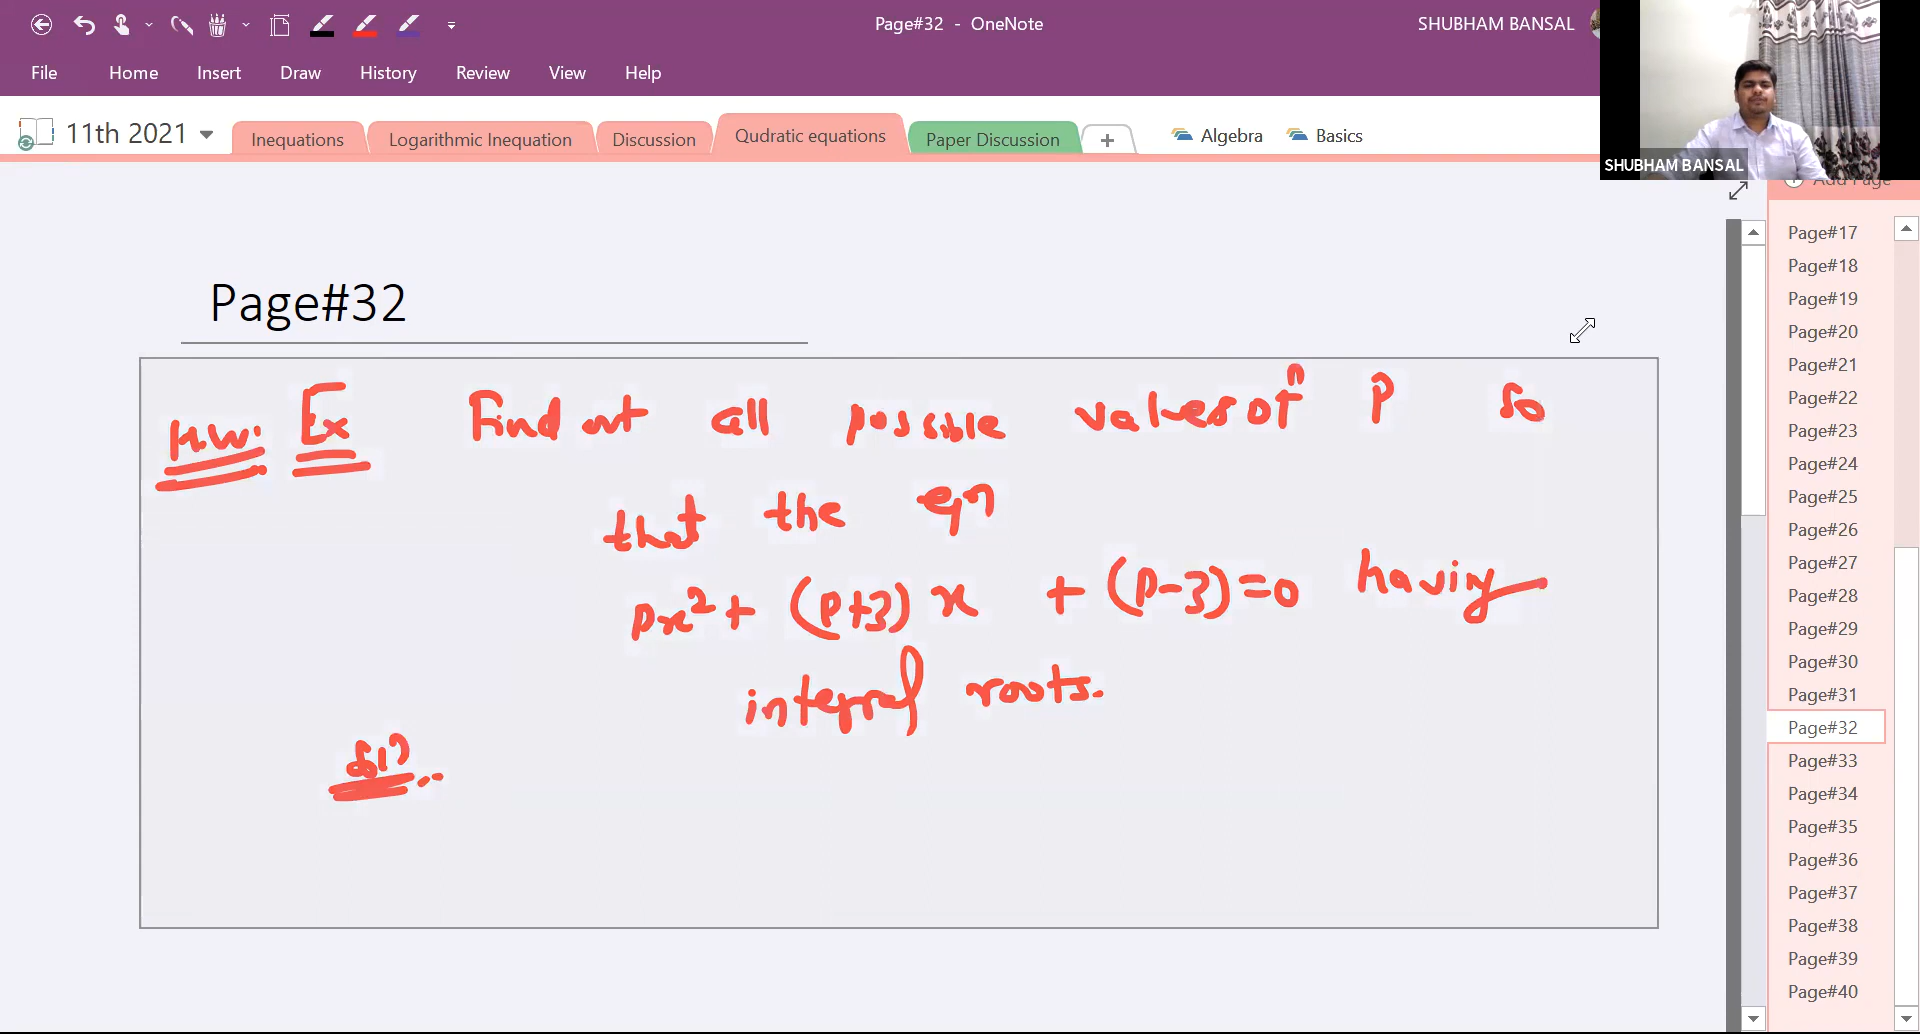 Page#32 - OneNote
SHUBHAM BANSAL
File Home Insert Draw History Review View Help
SHUBHAM BANSAL
11th 2021 Inequations Logarithmic Inequation Discussion Qudratic equations Paper Discussion + Algebra Basics
Add Page
Page#32
H.W. Ex Find out all possible values of P so
that the eqn
px²+ (p+3) x + (p-3)=0 having
integral roots.
Soln
Page#17
Page#18
Page#19
Page#20
Page#21
Page#22
Page#23
Page#24
Page#25
Page#26
Page#27
Page#28
Page#29
Page#30
Page#31
Page#32
Page#33
Page#34
Page#35
Page#36
Page#37
Page#38
Page#39
Page#40